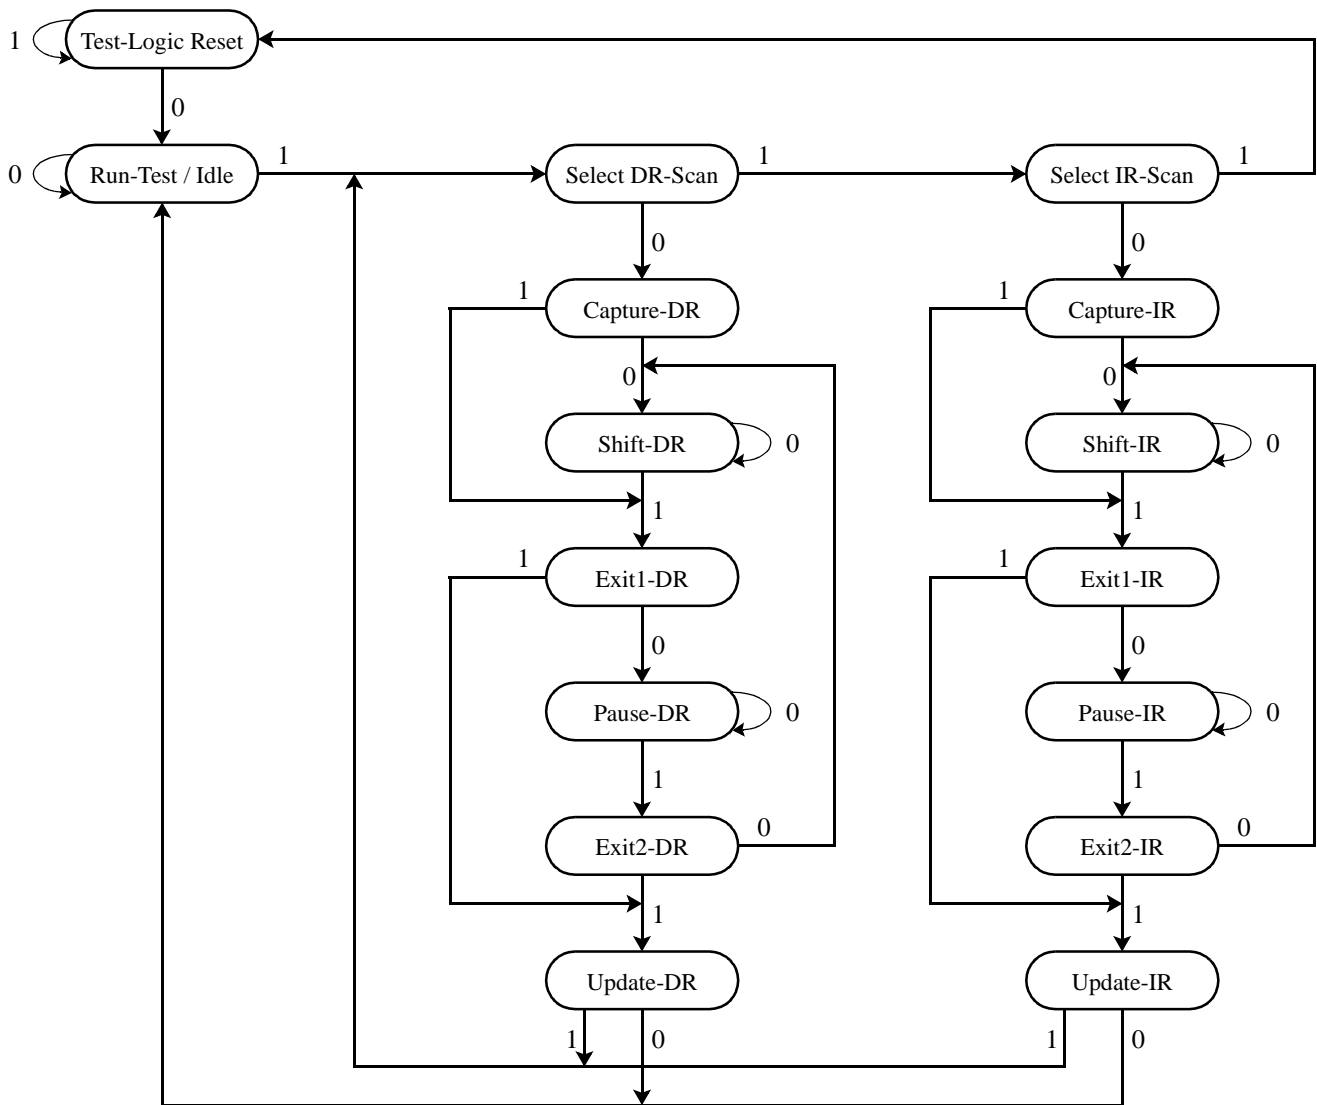 1
Test-Logic Reset
0
0
Run-Test / Idle
1
Select DR-Scan
1
Select IR-Scan
1
0
0
1
Capture-DR
1
Capture-IR
0
0
Shift-DR
0
Shift-IR
0
1
1
1
Exit1-DR
1
Exit1-IR
0
0
Pause-DR
0
Pause-IR
0
1
1
Exit2-DR
0
Exit2-IR
0
1
1
Update-DR
Update-IR
1
0
1
0